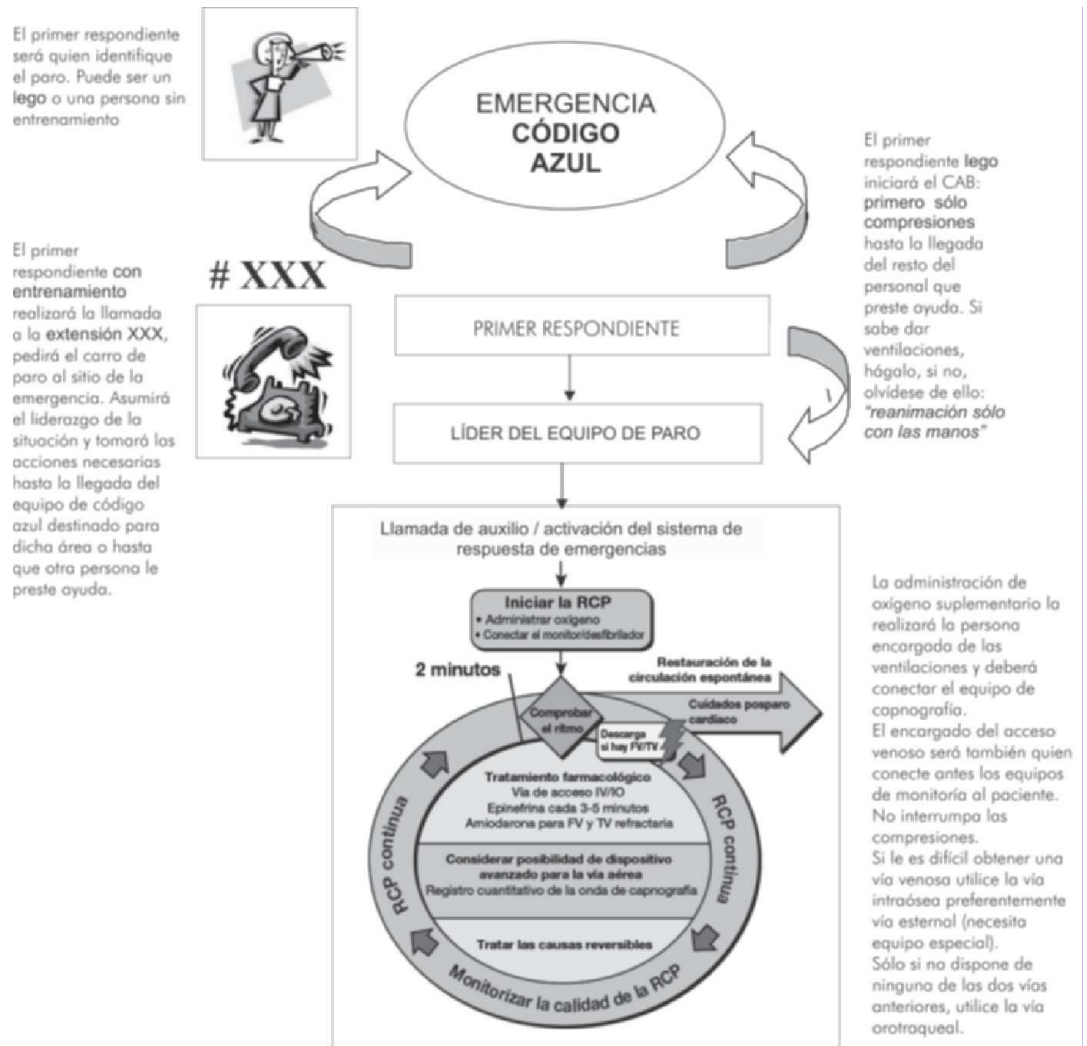 El primer respondiente
será quien identifique
el paro. Puede ser un
lego o una persona sin
entrenamiento
EMERGENCIA
CÓDIGO
AZUL
El primer
respondiente lego
iniciará el CAB:
primero sólo
compresiones
hasta la llegada
del resto del
personal que
preste ayuda. Si
sabe dar
ventilaciones,
hágalo, si no,
olvídese de ello:
"reanimación sólo
con las manos"
El primer
respondiente con
entrenamiento
realizará la llamada
a la extensión XXX,
pedirá el carro de
paro al sitio de la
emergencia. Asumirá
el liderazgo de la
situación y tomará las
acciones necesarias
hasta la llegada del
equipo de código
azul destinado para
dicha área o hasta
que otra persona le
preste ayuda.
# XXX
PRIMER RESPONDIENTE
LÍDER DEL EQUIPO DE PARO
Llamada de auxilio / activación del sistema de
respuesta de emergencias
Iniciar la RCP
• Administrar oxígeno
• Conectar el monitor/desfibrilador
2 minutos
Comprobar
el ritmo
Restauración de la
circulación espontánea
Cuidados posparo
cardíaco
Descarga
si hay FV/TV
Tratamiento farmacológico
Vía de acceso IV/IO
Epinefrina cada 3-5 minutos
Amiodarona para FV y TV refractaria
Considerar posibilidad de dispositivo
avanzado para la vía aérea
Registro cuantitativo de la onda de capnografía
Tratar las causas reversibles
RCP continua
RCP continua
Monitorizar la calidad de la RCP
La administración de
oxígeno suplementario la
realizará la persona
encargada de las
ventilaciones y deberá
conectar el equipo de
capnografía.
El encargado del acceso
venoso será también quien
conecte antes los equipos
de monitoría al paciente.
No interrumpa las
compresiones.
Si le es difícil obtener una
vía venosa utilice la vía
intraósea preferentemente
vía esternal (necesita
equipo especial).
Sólo si no dispone de
ninguna de las dos vías
anteriores, utilice la vía
orotraqueal.